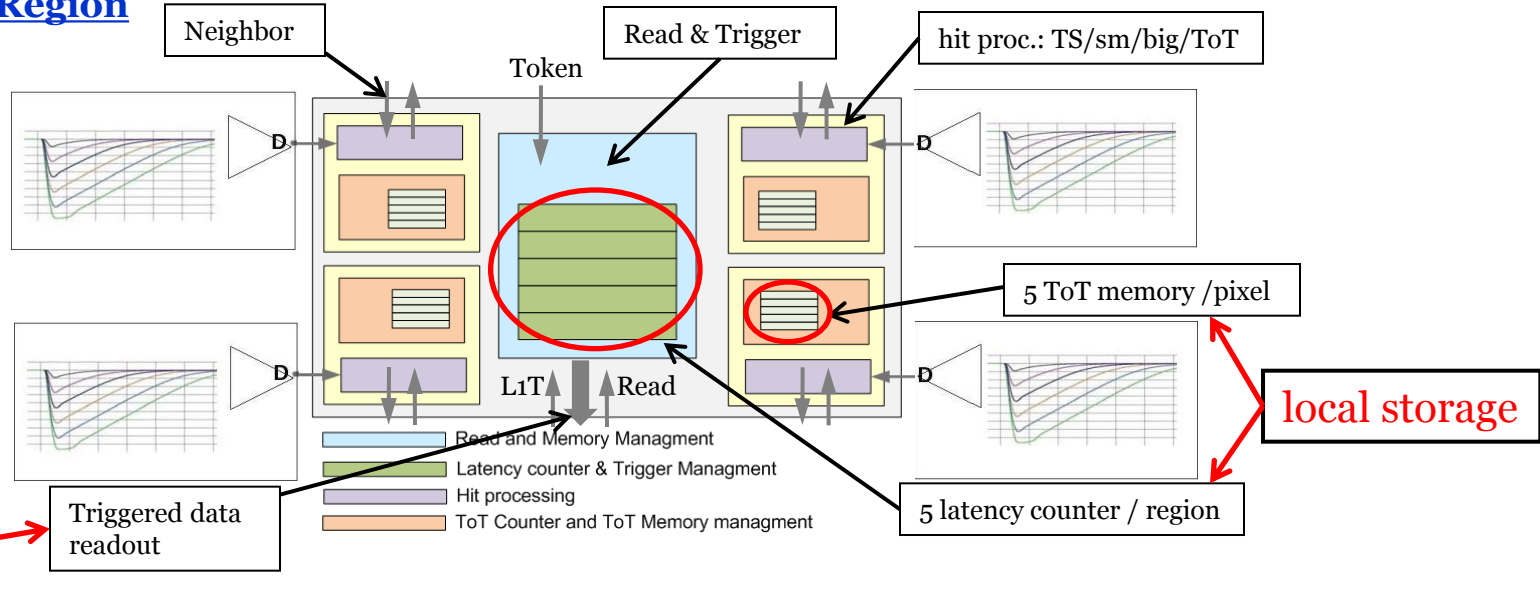 Region
Neighbor
Read & Trigger
hit proc.: TS/sm/big/ToT
Token
D
D
5 ToT memory /pixel
D
D
L1T
Read
local storage
Read and Memory Managment
Latency counter & Trigger Managment
Hit processing
ToT Counter and ToT Memory managment
5 latency counter / region
Triggered data
readout